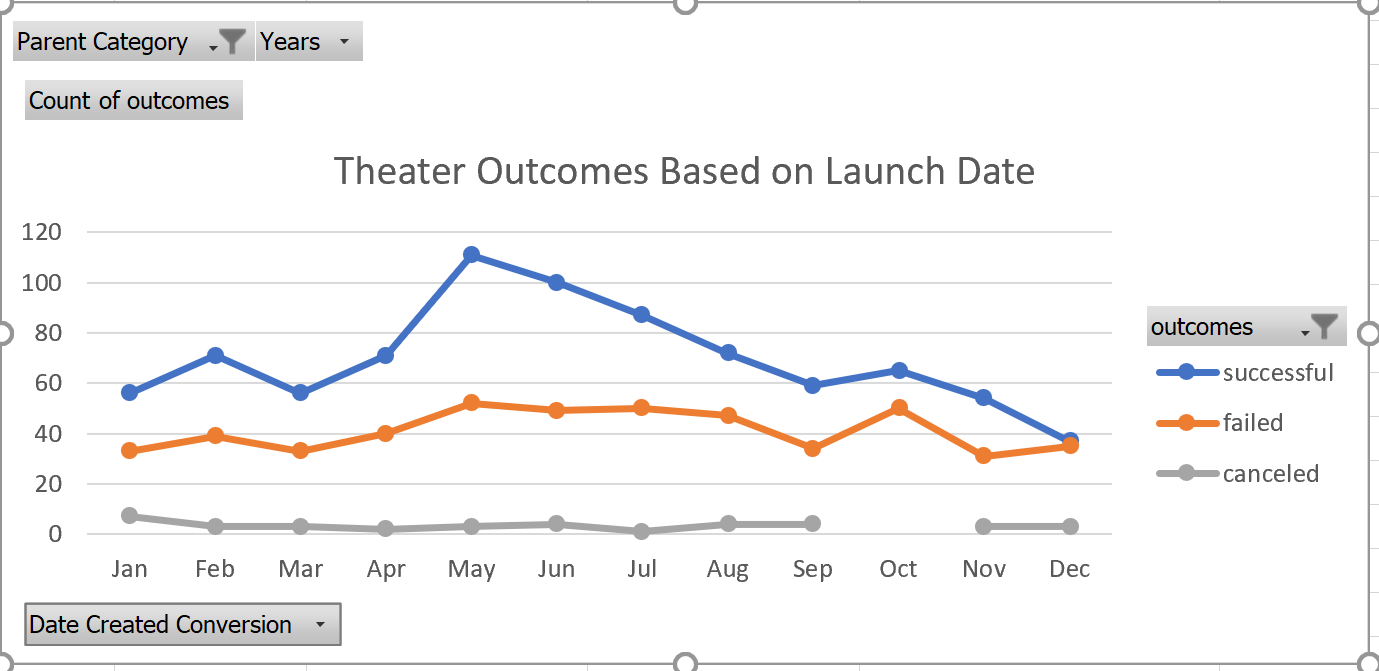 Parent Category Years
Count of outcomes
Theater Outcomes Based on Launch Date
120
100
80
60
40
20
0
Jan Feb Mar Apr May Jun Jul Aug Sep Oct Nov Dec
outcomes
successful
failed
canceled
Date Created Conversion